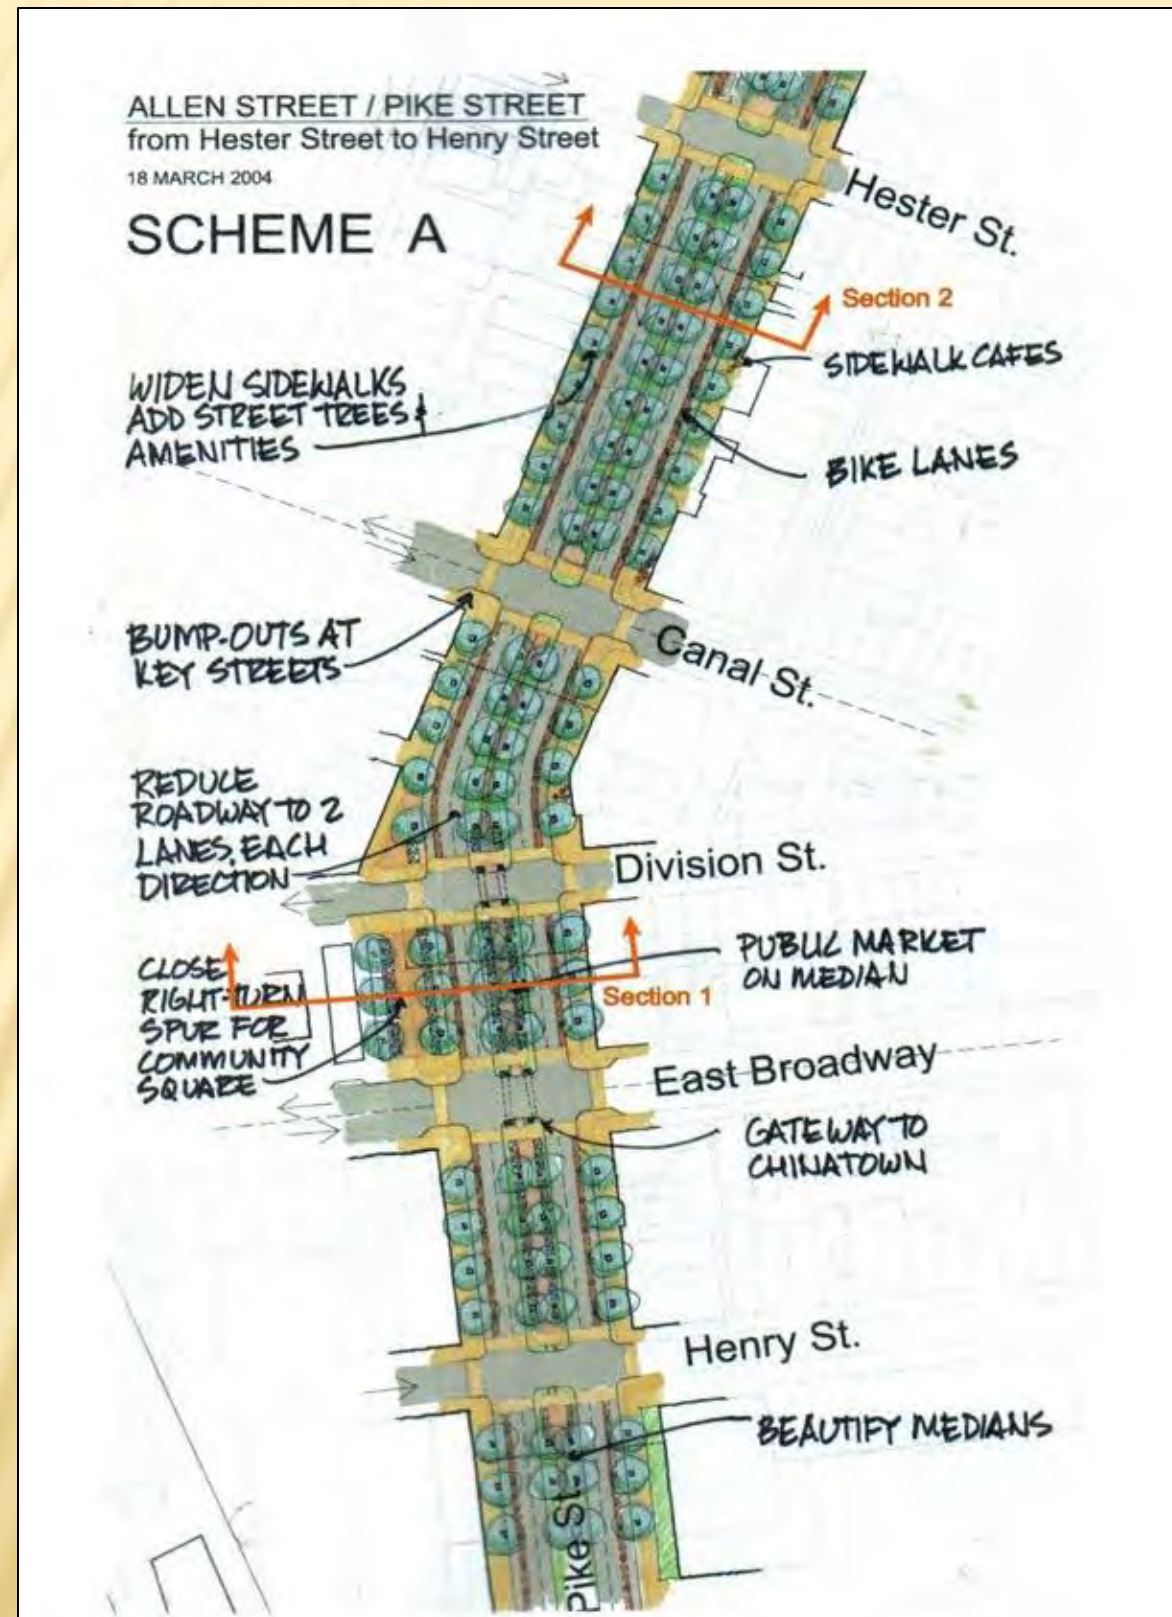 ALLEN STREET / PIKE STREET
from Hester Street to Henry Street
18 MARCH 2004
SCHEME A
Hester St.
Section 2
SIDEWALK CAFES
WIDEN SIDEWALKS
ADD STREET TREES &
AMENITIES
BIKE LANES
BUMP-OUTS AT
KEY STREETS
Canal St.
REDUCE
ROADWAY TO 2
LANES, EACH
DIRECTION
Division St.
PUBLIC MARKET
ON MEDIAN
CLOSE
RIGHT-TURN
SPUR FOR
COMMUNITY
SQUARE
Section 1
East Broadway
GATEWAY TO
CHINATOWN
Henry St.
BEAUTIFY MEDIANS
Pike St.